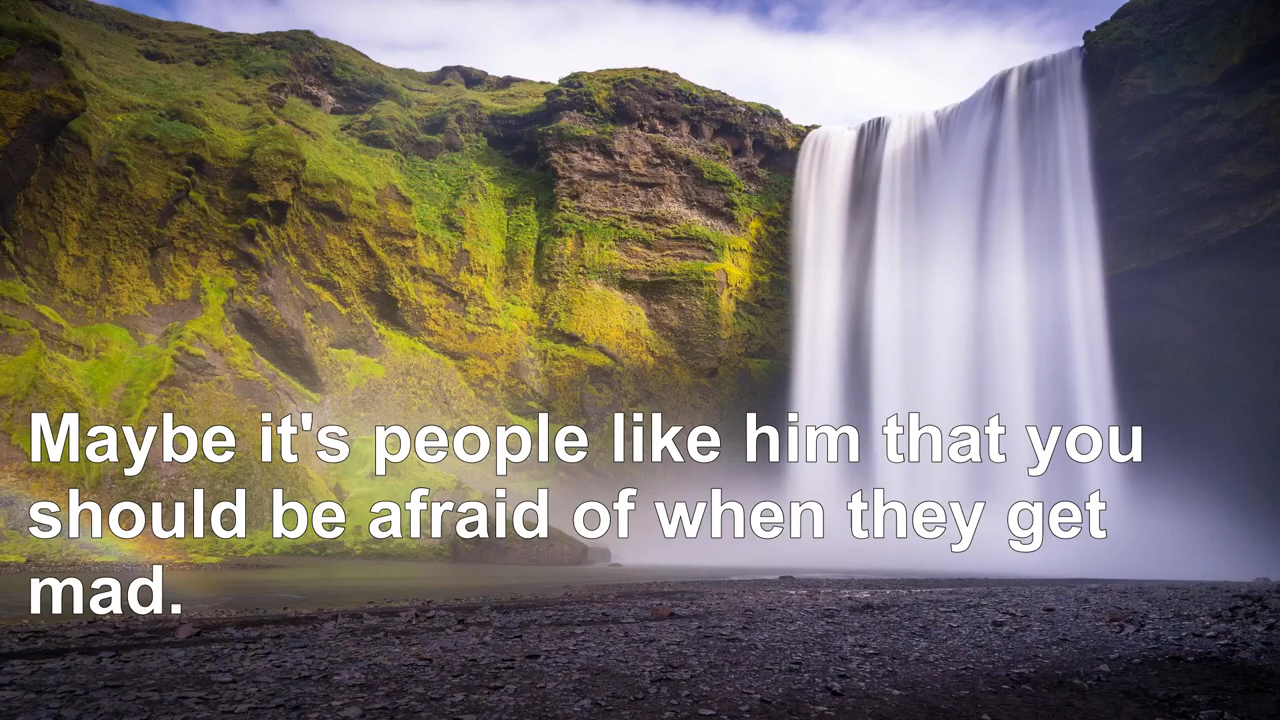 Maybe it's people like him that you
should be afraid of when they get
mad.